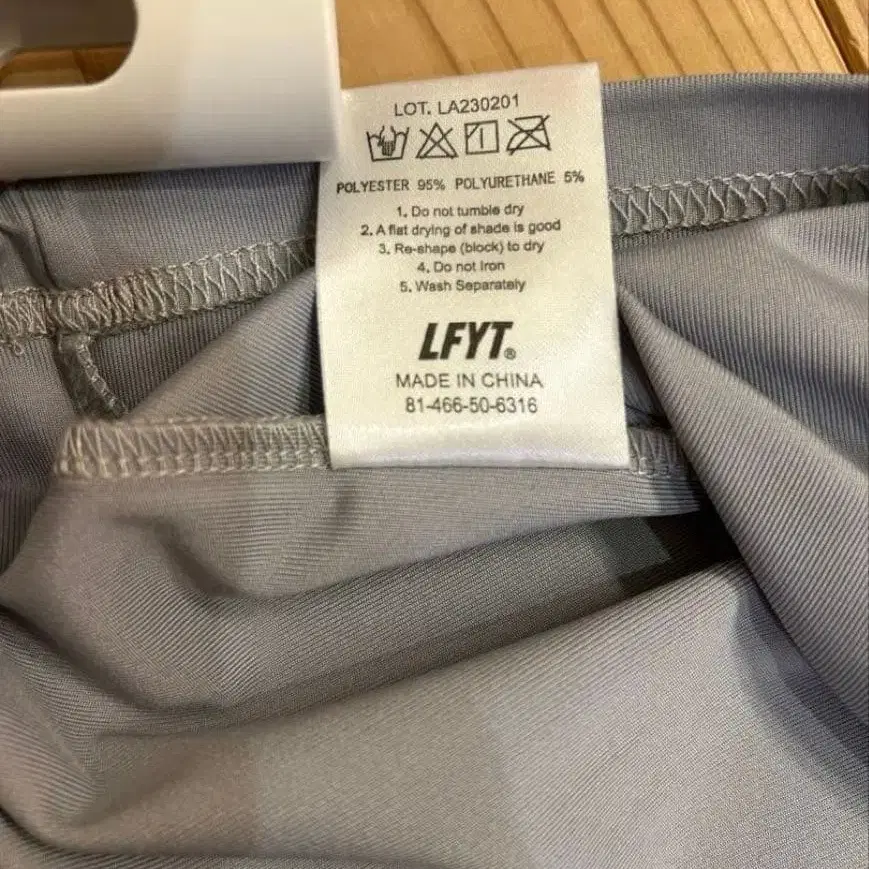 LOT. LA230201
POLYESTER 95% POLYURETHANE 5%
1. Do not tumble dry
2. A flat drying of shade is good
3. Re-shape (block) to dry
4. Do not Iron
5. Wash Separately
LFYT®
MADE IN CHINA
81-466-50-6316